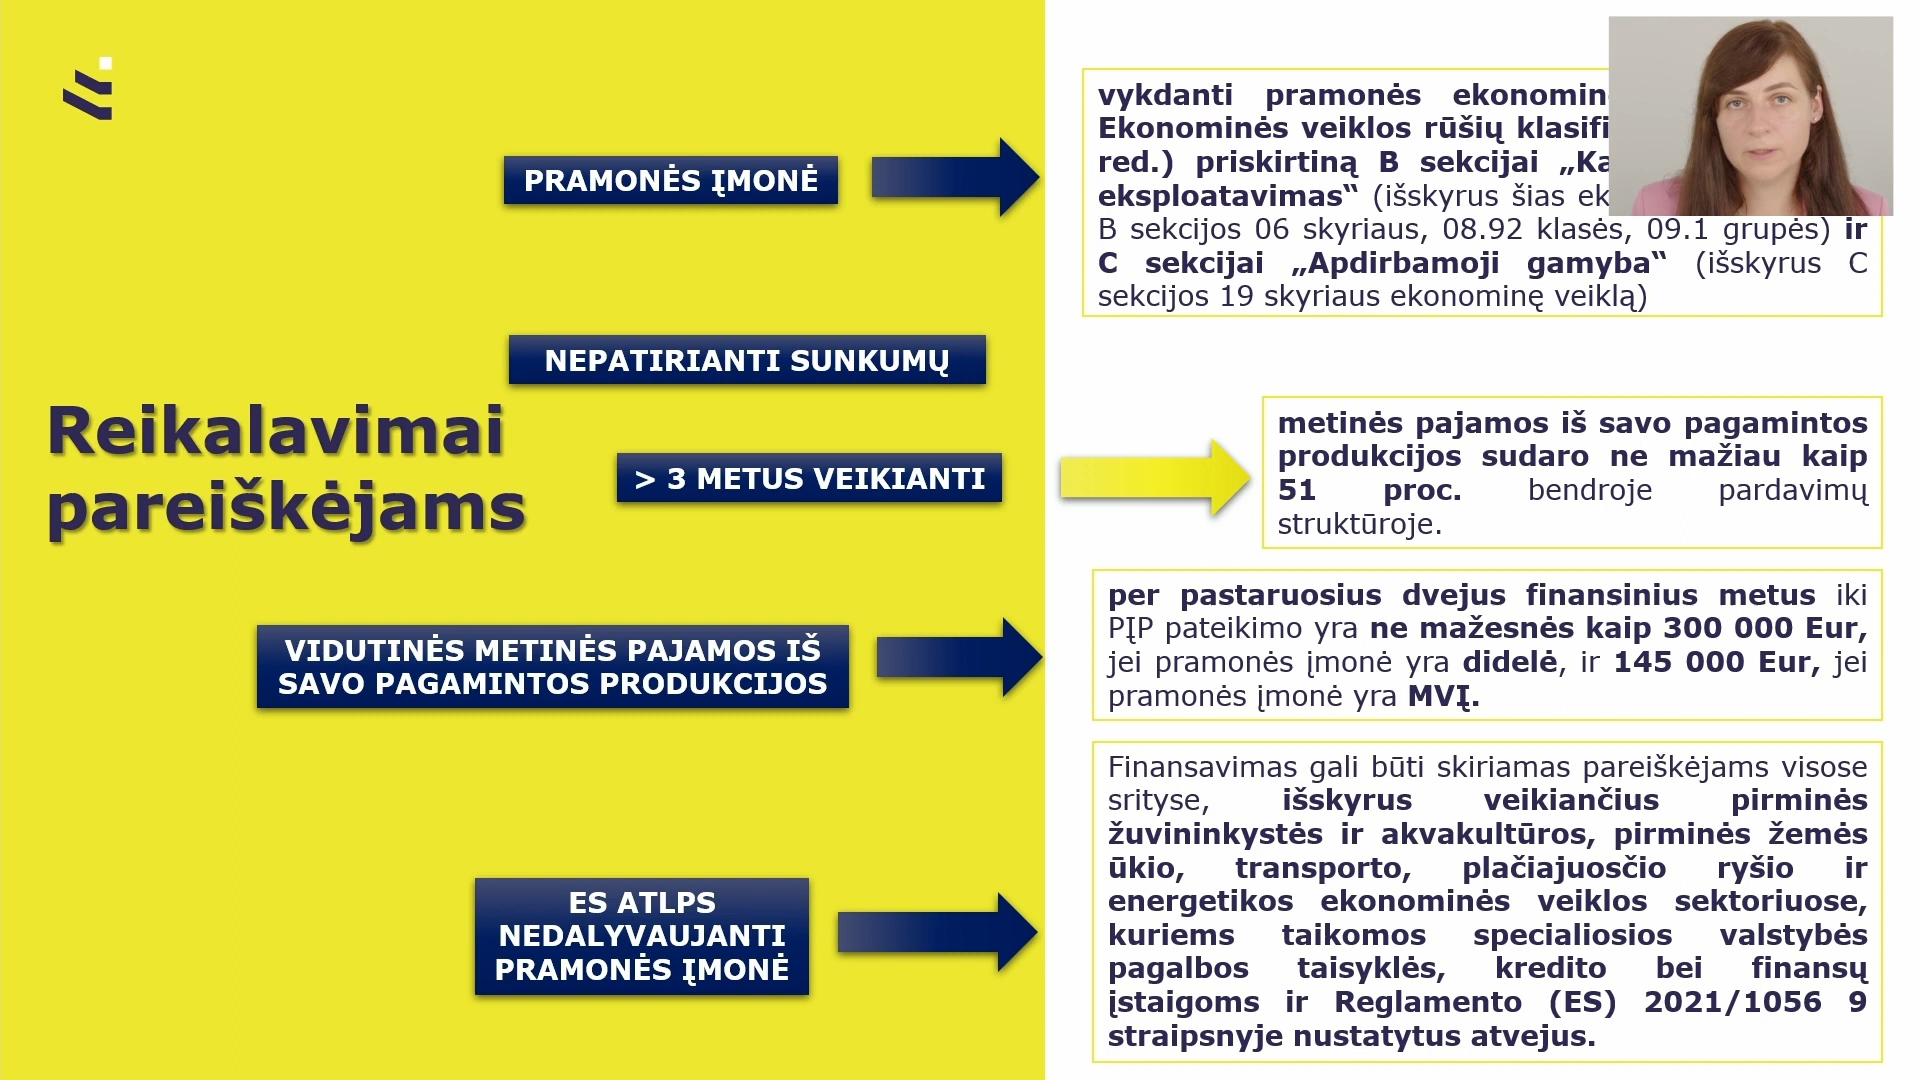 Reikalavimai
pareiškėjams
PRAMONĖS ĮMONĖ
vykdanti pramonės
Ekonominės veiklos rūšių
red.) priskirtiną B sekcijai
eksploatavimas“ (išskyrus šias
B sekcijos 06 skyriaus, 08.92 klasės, 09.1 grupės) ir
C sekcijai „Apdirbamoji gamyba“ (išskyrus C
sekcijos 19 skyriaus ekonominę veiklą)
NEPATIRIANTI SUNKUMŲ
> 3 METUS VEIKIANTI
metinės pajamos iš savo pagamintos
produkcijos sudaro ne mažiau kaip
51 proc. bendroje pardavimų
struktūroje.
VIDUTINĖS METINĖS PAJAMOS IŠ
SAVO PAGAMINTOS PRODUKCIJOS
per pastaruosius dvejus finansinius metus iki
PĮP pateikimo yra ne mažesnės kaip 300 000 Eur,
jei pramonės įmonė yra didelė, ir 145 000 Eur, jei
pramonės įmonė yra MVĮ.
ES ATLPS
NEDALYVAUJANTI
PRAMONĖS ĮMONĖ
Finansavimas gali būti skiriamas pareiškėjams visose
srityse, išskyrus veikiančius pirminės
žuvininkystės ir akvakultūros, pirminės žemės
ūkio, transporto, plačiajuosčio ryšio ir
energetikos ekonominės veiklos sektoriuose,
kuriems taikomos specialiosios valstybės
pagalbos taisyklės, kredito bei finansų
įstaigoms ir Reglamento (ES) 2021/1056 9
straipsnyje nustatytus atvejus.